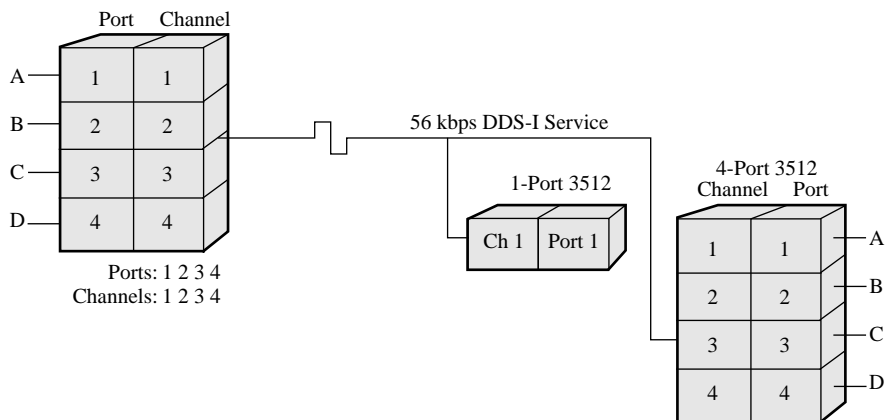 Port Channel
A 1 1
B 2 2
C 3 3
D 4 4
Ports: 1 2 3 4
Channels: 1 2 3 4
56 kbps DDS-I Service
1-Port 3512
Ch 1 Port 1
4-Port 3512
Channel Port
1 1 A
2 2 B
3 3 C
4 4 D